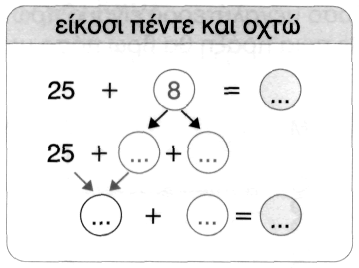 είκοσι πέντε και οχτώ
25 + 8 = ...
25 + ... + ...
... + ... = ...